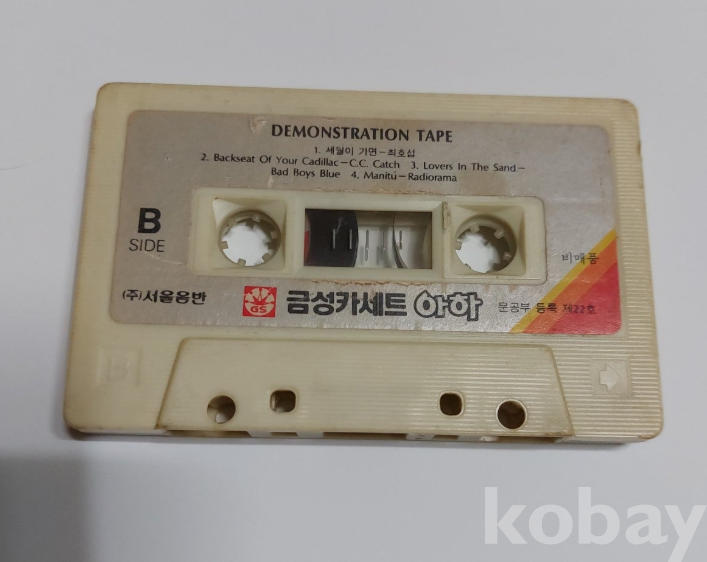 DEMONSTRATION TAPE
1. 세월이 가면-최호섭
2. Backseat Of Your Cadillac-C.C. Catch 3. Lovers In The Sand-
Bad Boys Blue 4. Manitú-Radiorama
B
SIDE
비매품
(주)서울음반
GS
금성카세트 아하
문공부 등록 제22호
B
kobay